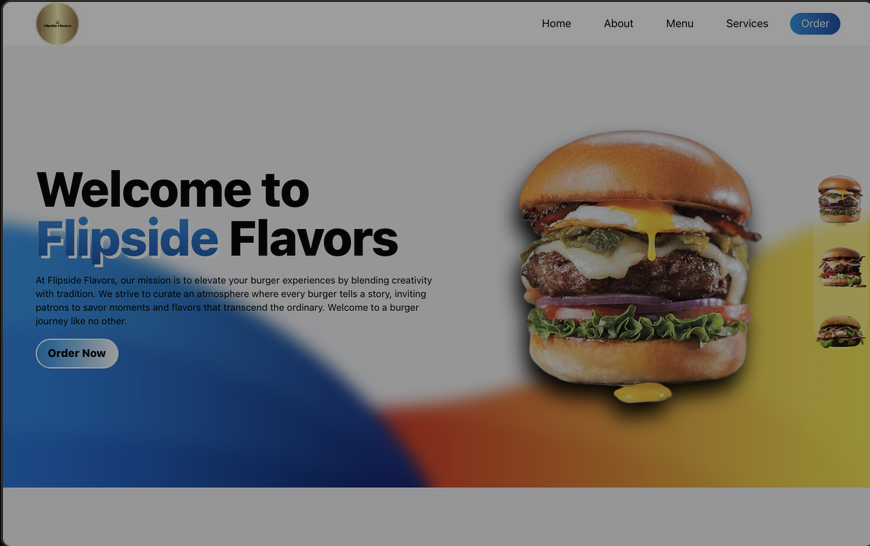 Flipside Flavors
Home About Menu Services Order
Welcome to
Flipside Flavors
At Flipside Flavors, our mission is to elevate your burger experiences by blending creativity
with tradition. We strive to curate an atmosphere where every burger tells a story, inviting
patrons to savor moments and flavors that transcend the ordinary. Welcome to a burger
journey like no other.
Order Now